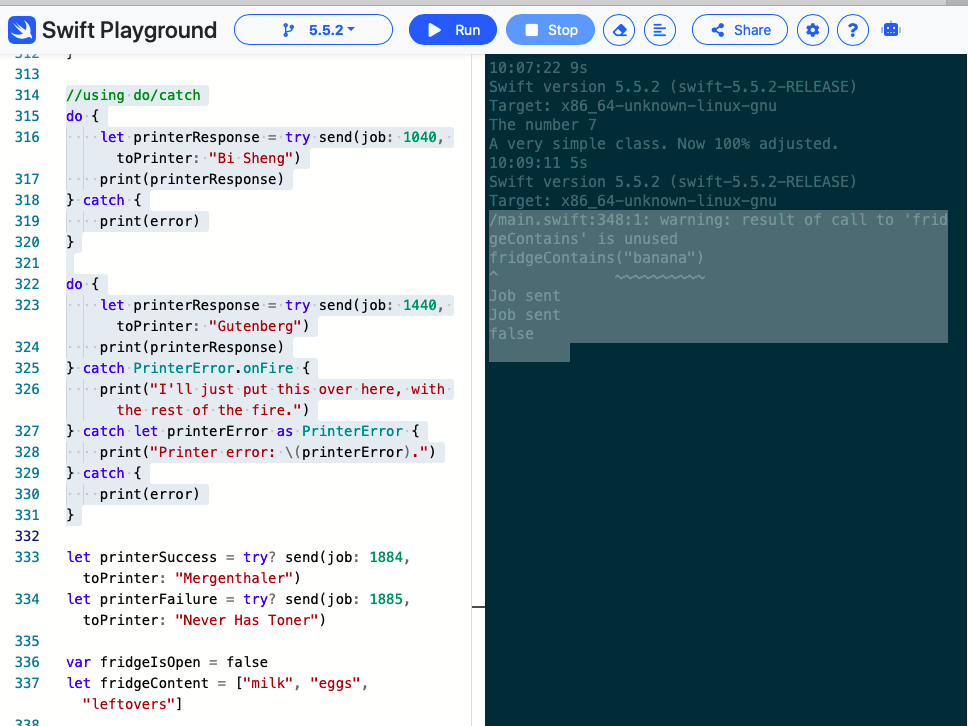 Swift Playground
5.5.2
Run
Stop
Share
?
312 }
313
314 //using do/catch
315 do {
316 let printerResponse = try send(job: 1040,
toPrinter: "Bi Sheng")
317 print(printerResponse)
318 } catch {
319 print(error)
320 }
321
322 do {
323 let printerResponse = try send(job: 1440,
toPrinter: "Gutenberg")
324 print(printerResponse)
325 } catch PrinterError.onFire {
326 print("I'll just put this over here, with
the rest of the fire.")
327 } catch let printerError as PrinterError {
328 print("Printer error: \(printerError).")
329 } catch {
330 print(error)
331 }
332
333 let printerSuccess = try? send(job: 1884,
toPrinter: "Mergenthaler")
334 let printerFailure = try? send(job: 1885,
toPrinter: "Never Has Toner")
335
336 var fridgeIsOpen = false
337 let fridgeContent = ["milk", "eggs",
"leftovers"]
338
10:07:22 9s
Swift version 5.5.2 (swift-5.5.2-RELEASE)
Target: x86_64-unknown-linux-gnu
The number 7
A very simple class. Now 100% adjusted.
10:09:11 5s
Swift version 5.5.2 (swift-5.5.2-RELEASE)
Target: x86_64-unknown-linux-gnu
/main.swift:348:1: warning: result of call to 'frid
geContains' is unused
fridgeContains("banana")
^ ~~~~~~~~~~
Job sent
Job sent
false